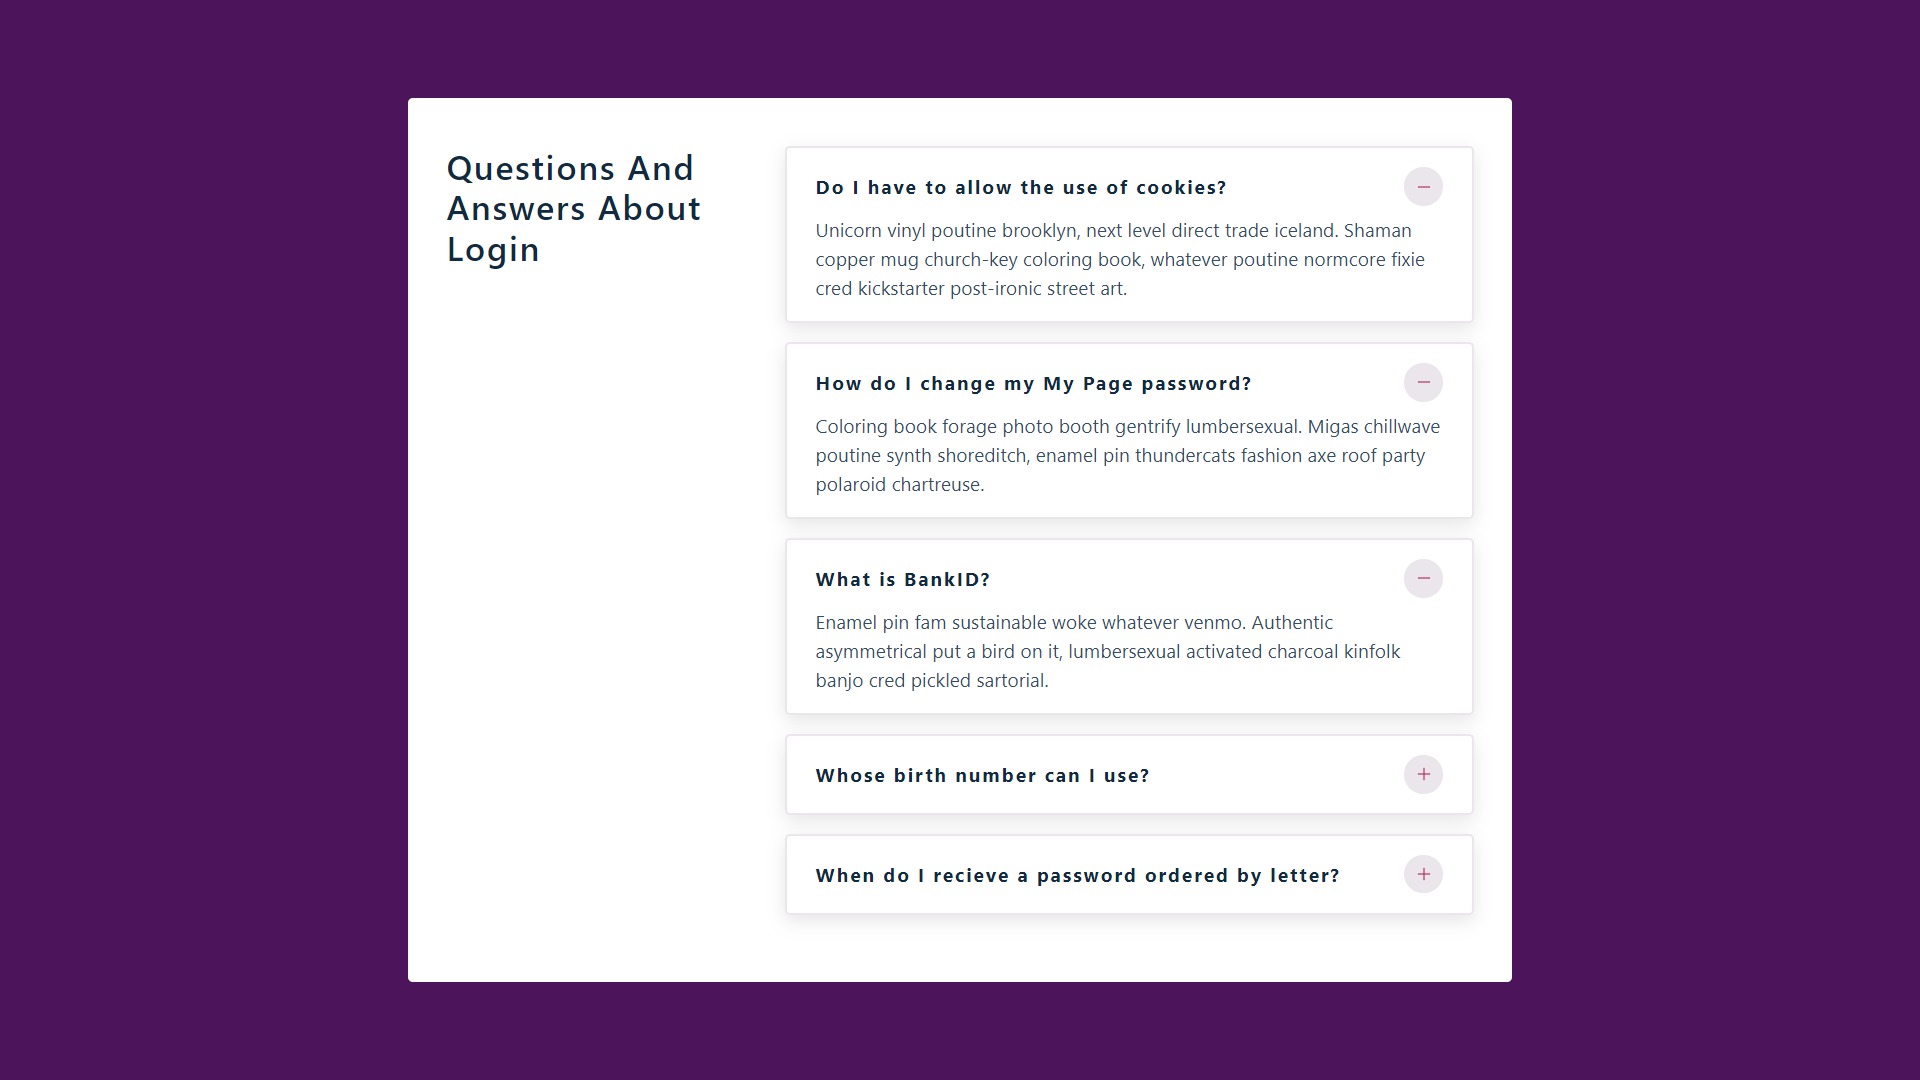 Questions And
Answers About
Login
Do I have to allow the use of cookies?
Unicorn vinyl poutine brooklyn, next level direct trade iceland. Shaman
copper mug church-key coloring book, whatever poutine normcore fixie
cred kickstarter post-ironic street art.
How do I change my My Page password?
Coloring book forage photo booth gentrify lumbersexual. Migas chillwave
poutine synth shoreditch, enamel pin thundercats fashion axe roof party
polaroid chartreuse.
What is BankID?
Enamel pin fam sustainable woke whatever venmo. Authentic
asymmetrical put a bird on it, lumbersexual activated charcoal kinfolk
banjo cred pickled sartorial.
Whose birth number can I use?
When do I recieve a password ordered by letter?